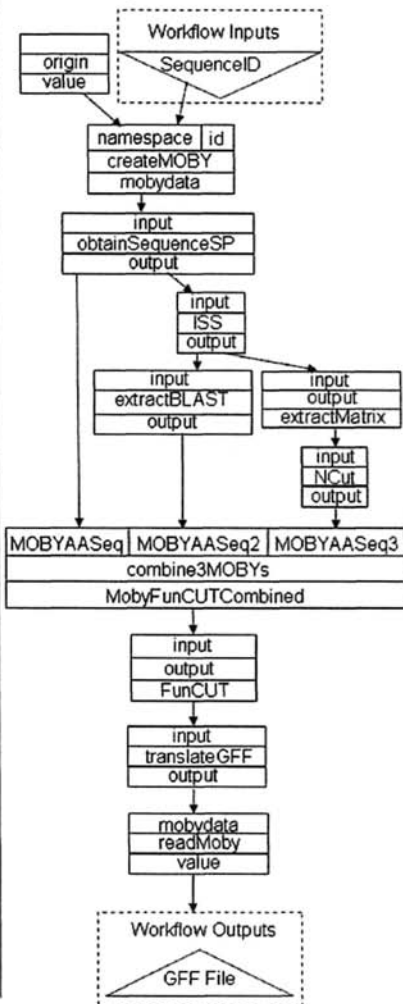 Workflow Inputs
SequenceID
origin
value
namespace id
createMOBY
mobydata
input
obtainSequenceSP
output
input
ISS
output
input
extractBLAST
output
input
output
extractMatrix
input
NCut
output
MOBYAASeq MOBYAASeq2 MOBYAASeq3
combine3MOBYs
MobyFunCUTCombined
input
output
FunCUT
input
translateGFF
output
mobydata
readMoby
value
Workflow Outputs
GFF File